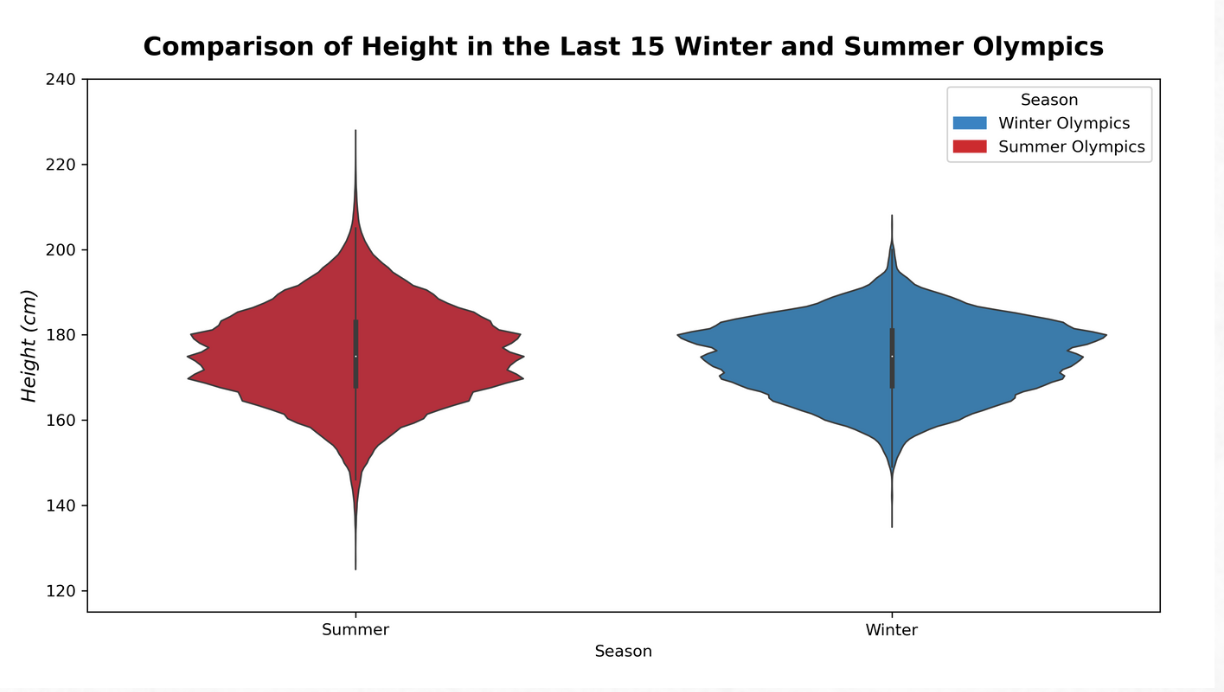 Comparison of Height in the Last 15 Winter and Summer Olympics
240
220
200
180
160
140
120
Height (cm)
Season
Winter Olympics
Summer Olympics
Summer
Winter
Season